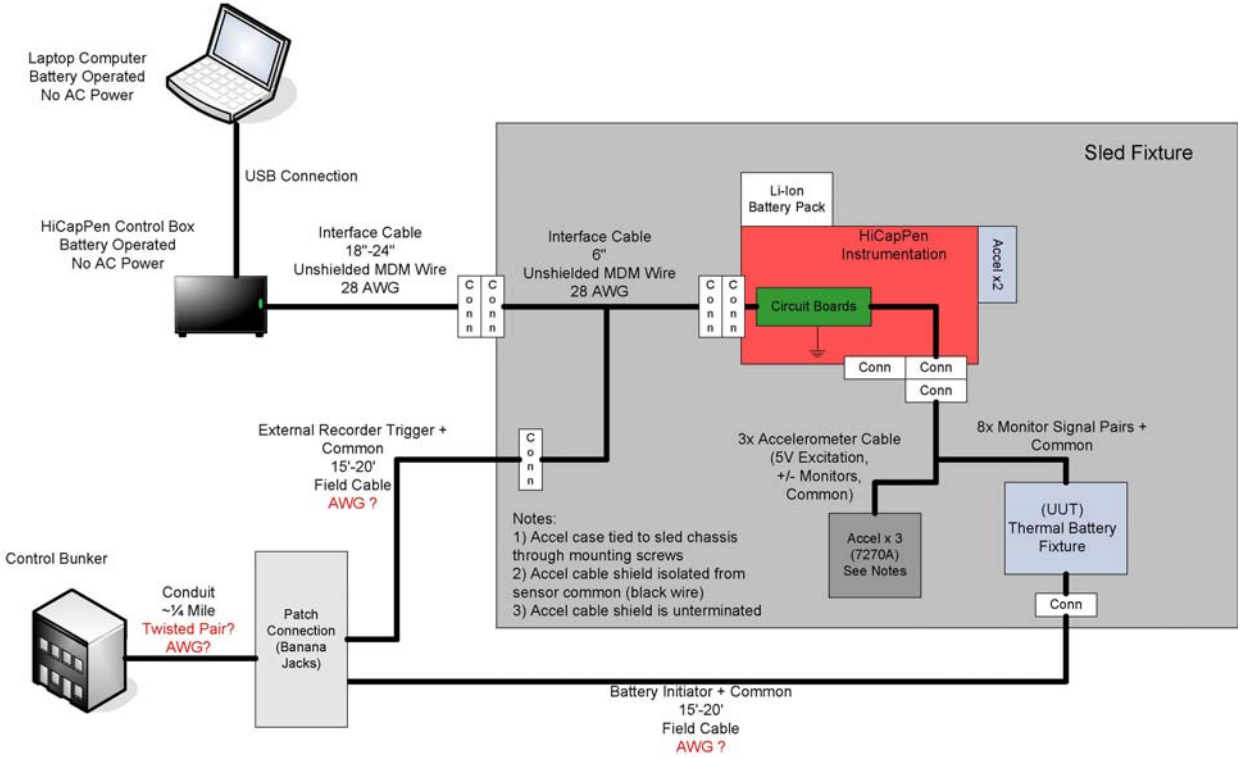 Laptop Computer
Battery Operated
No AC Power
USB Connection
HiCapPen Control Box
Battery Operated
No AC Power
Interface Cable
18"-24"
Unshielded MDM Wire
28 AWG
Conn
Conn
Sled Fixture
Interface Cable
6"
Unshielded MDM Wire
28 AWG
Conn
Conn
Li-Ion
Battery Pack
HiCapPen
Instrumentation
Accel x2
Circuit Boards
Conn
Conn
Conn
External Recorder Trigger +
Common
15'-20'
Field Cable
AWG ?
Conn
3x Accelerometer Cable
(5V Excitation,
+/- Monitors,
Common)
8x Monitor Signal Pairs +
Common
Accel x 3
(7270A)
See Notes
(UUT)
Thermal Battery
Fixture
Conn
Notes:
1) Accel case tied to sled chassis
through mounting screws
2) Accel cable shield isolated from
sensor common (black wire)
3) Accel cable shield is unterminated
Control Bunker
Conduit
~¼ Mile
Twisted Pair?
AWG?
Patch
Connection
(Banana
Jacks)
Battery Initiator + Common
15'-20'
Field Cable
AWG ?